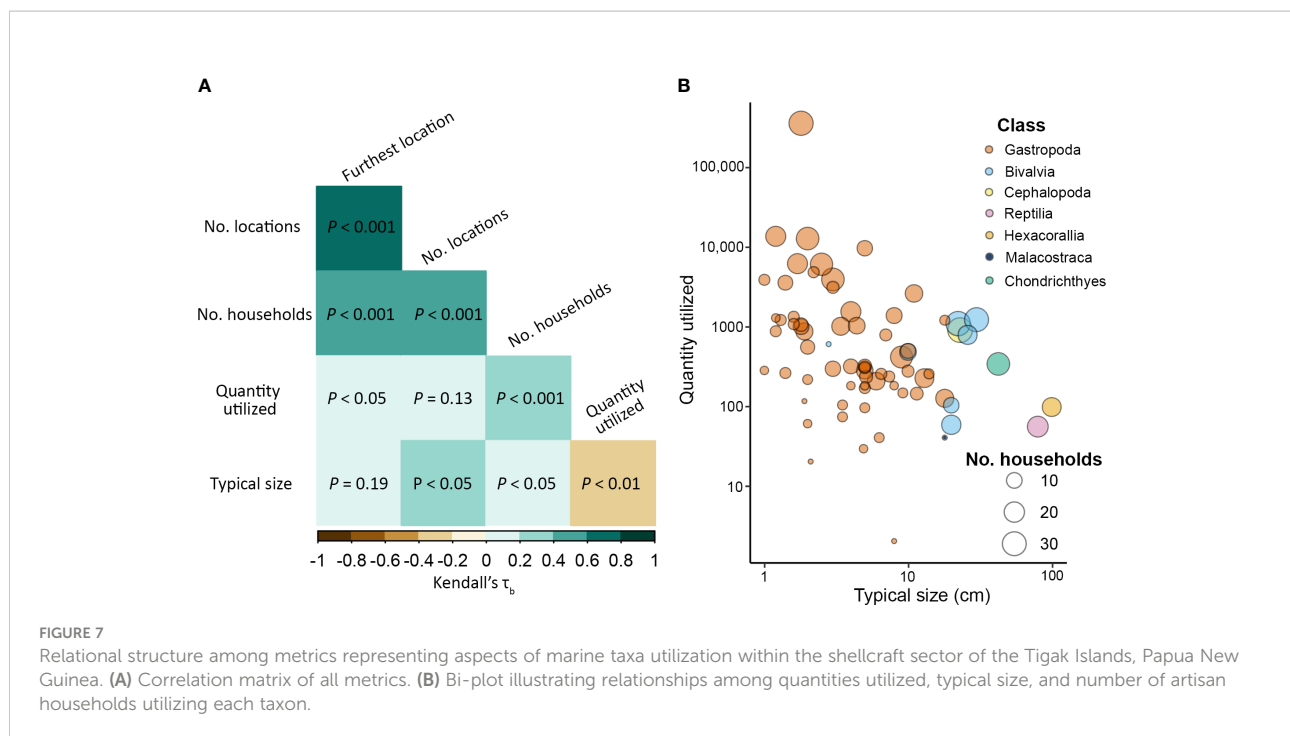 A
B
Furthest location
No. locations
No. households
Quantity
utilized
No. locations
No. households
Quantity
utilized
Typical size
P < 0.001
P < 0.001
P < 0.001
P < 0.05
P = 0.13
P < 0.001
P = 0.19
P < 0.05
P < 0.05
P < 0.01
-1 -0.8 -0.6 -0.4 -0.2 0 0.2 0.4 0.6 0.8 1
Kendall's τb
Quantity utilized
100,000
10,000
1000
100
10
1
10
100
Typical size (cm)
Class
Gastropoda
Bivalvia
Cephalopoda
Reptilia
Hexacorallia
Malacostraca
Chondrichthyes
No. households
10
20
30
FIGURE 7
Relational structure among metrics representing aspects of marine taxa utilization within the shellcraft sector of the Tigak Islands, Papua New
Guinea. (A) Correlation matrix of all metrics. (B) Bi-plot illustrating relationships among quantities utilized, typical size, and number of artisan
households utilizing each taxon.